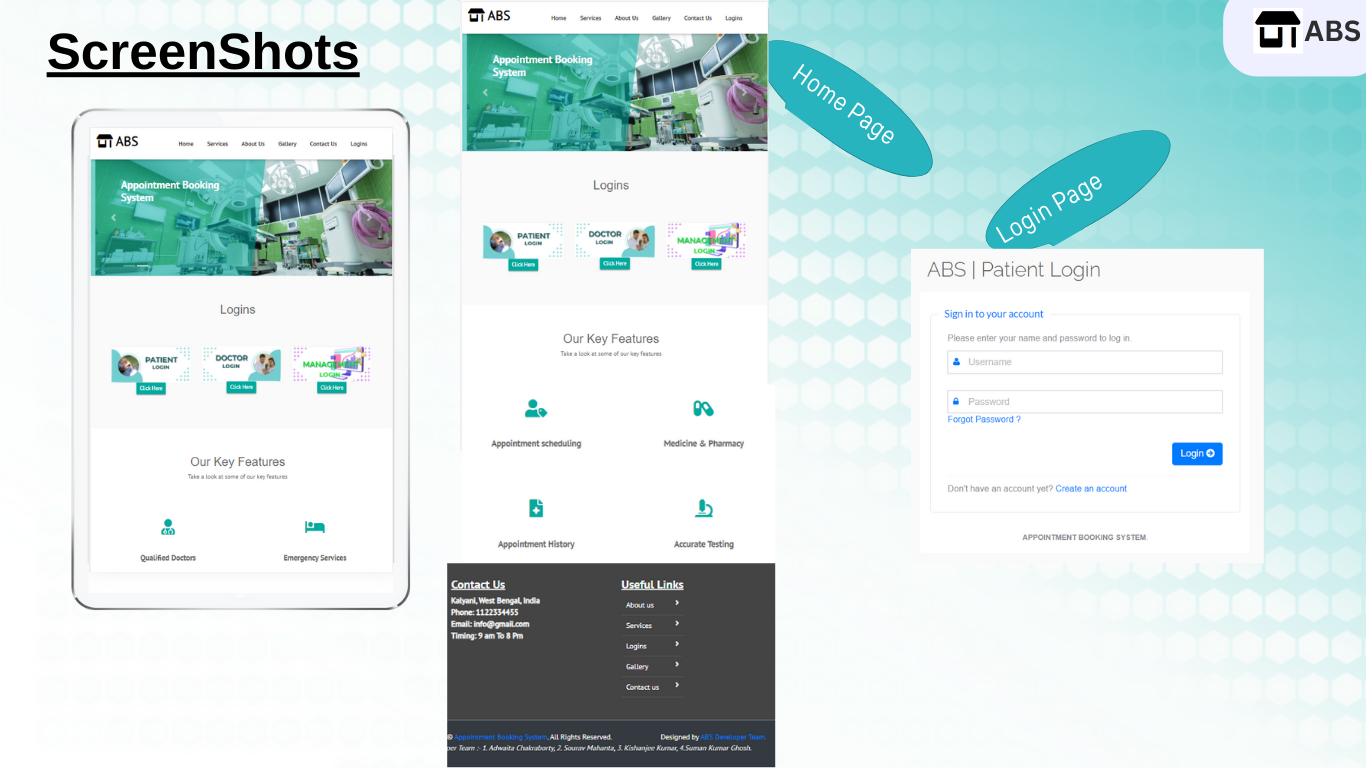 ScreenShots
ABS
ABS
Home Services About Us Gallery Contact Us Logins
Appointment Booking
System
Logins
PATIENT
LOGIN
Click Here
DOCTOR
LOGIN
Click Here
MANAGEMENT
LOGIN
Click Here
Our Key Features
Take a look at some of our key features
Qualified Doctors
Emergency Services
ABS
Home Services About Us Gallery Contact Us Logins
Appointment Booking
System
Logins
PATIENT
LOGIN
Click Here
DOCTOR
LOGIN
Click Here
MANAGEMENT
LOGIN
Click Here
Our Key Features
Take a look at some of our key features
Appointment scheduling
Medicine & Pharmacy
Appointment History
Accurate Testing
Contact Us
Kalyani, West Bengal, India
Phone: 1122334455
Email: info@gmail.com
Timing: 9 am To 8 Pm
Useful Links
About us
Services
Logins
Gallery
Contact us
© Appointment Booking System. All Rights Reserved. Designed by ABS Developer Team.
per Team :- 1. Adwaita Chakraborty, 2. Sourav Mahanta, 3. Kishanjee Kumar, 4.Suman Kumar Ghosh.
Home Page
Login Page
ABS | Patient Login
Sign in to your account
Please enter your name and password to log in.
Username
Password
Forgot Password ?
Login
Don't have an account yet? Create an account
APPOINTMENT BOOKING SYSTEM.